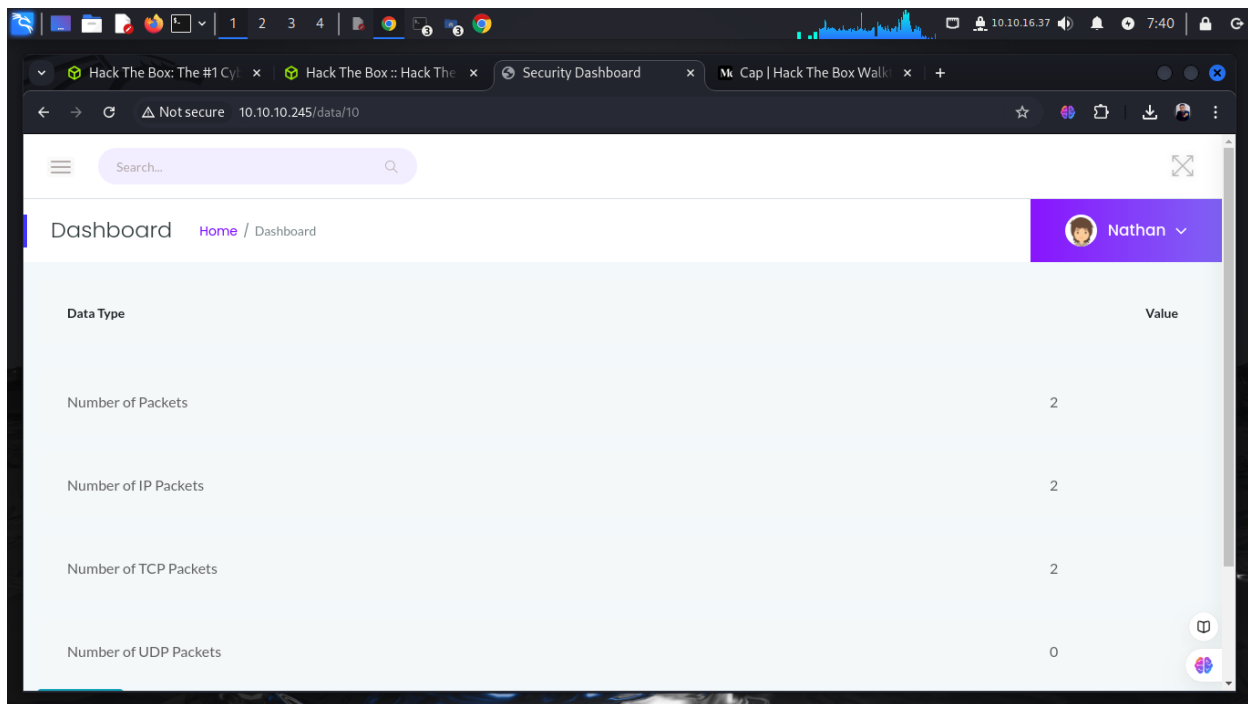 1 2 3 4 10.10.16.37 7:40
Hack The Box: The #1 Cy Hack The Box :: Hack The Security Dashboard Cap | Hack The Box Walk
Not secure 10.10.10.245/data/10
Search...
Dashboard Home / Dashboard Nathan
Data Type Value
Number of Packets 2
Number of IP Packets 2
Number of TCP Packets 2
Number of UDP Packets 0